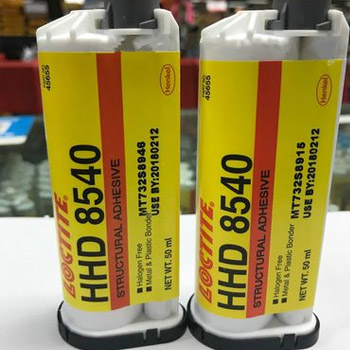 45655
Henkel
LOCTITE
HHD 8540
STRUCTURAL ADHESIVE
MT732S8946
USE BY:20180212
Halogen Free
Metal & Plastic Bonder
NET WT. 50 ml
45655
Henkel
LOCTITE
HHD 8540
STRUCTURAL ADHESIVE
MT732S8915
USE BY:20180212
Halogen Free
Metal & Plastic Bonder
NET WT. 50 ml